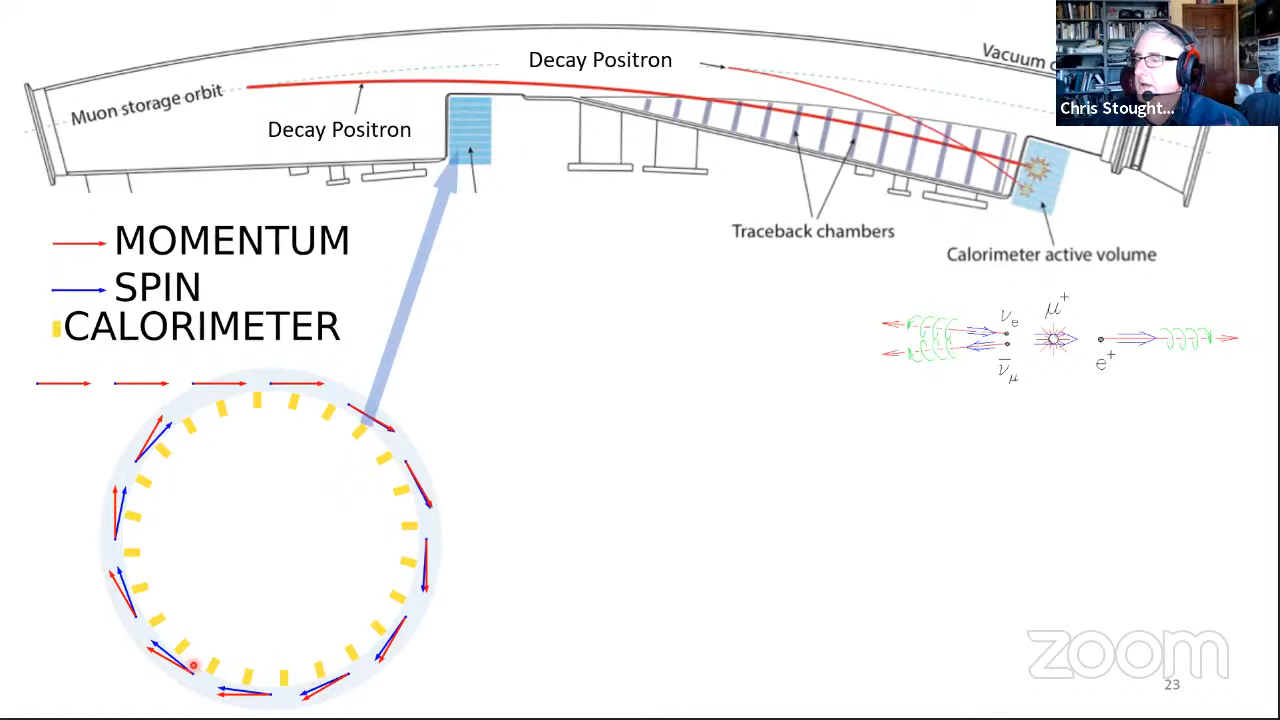 Decay Positron
Vacuum
Chris Stought...
Muon storage orbit
Decay Positron
Traceback chambers
Calorimeter active volume
MOMENTUM
SPIN
CALORIMETER
νe
μ+
ν̄μ
e+
zoom
23